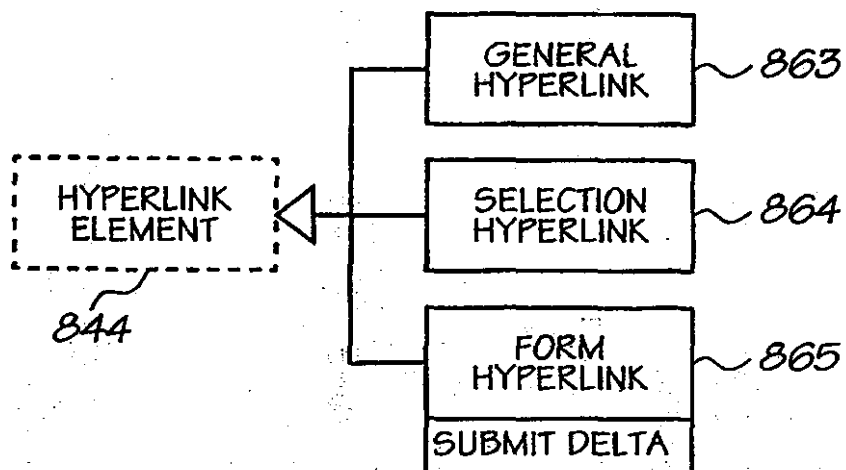 GENERAL
HYPERLINK
863
HYPERLINK
ELEMENT
844
SELECTION
HYPERLINK
864
FORM
HYPERLINK
865
SUBMIT DELTA